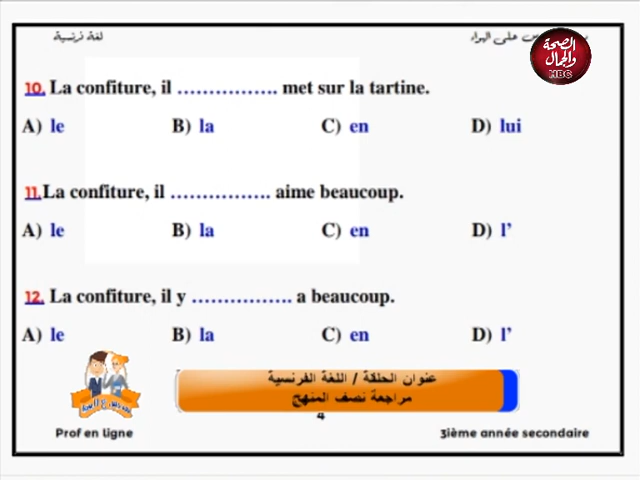 لغة فرنسية
على الهواء
الصحة
والجمال
HBC
10. La confiture, il ................ met sur la tartine.
A) le B) la C) en D) lui
11. La confiture, il ................ aime beaucoup.
A) le B) la C) en D) l’
12. La confiture, il y ................ a beaucoup.
A) le B) la C) en D) l’
عنوان الحلقة / اللغة الفرنسية
مراجعة نصف المنهج
4
Prof en ligne
3ième année secondaire